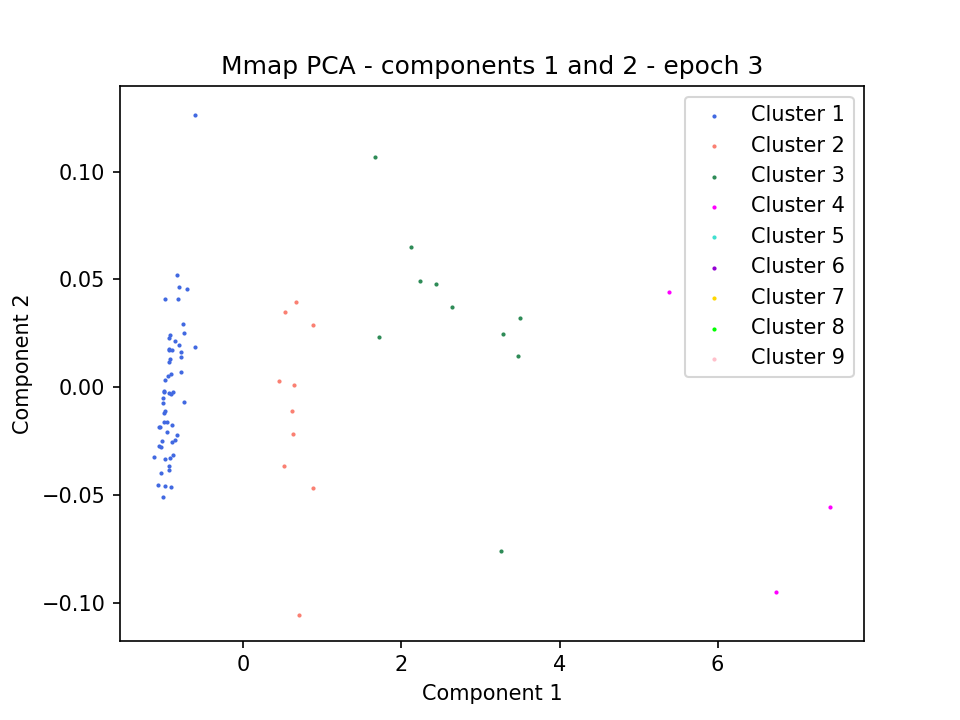 Mmap PCA - components 1 and 2 - epoch 3
Cluster 1
Cluster 2
Cluster 3
Cluster 4
Cluster 5
Cluster 6
Cluster 7
Cluster 8
Cluster 9
0.10
0.05
0.00
−0.05
−0.10
Component 2
0 2 4 6
Component 1